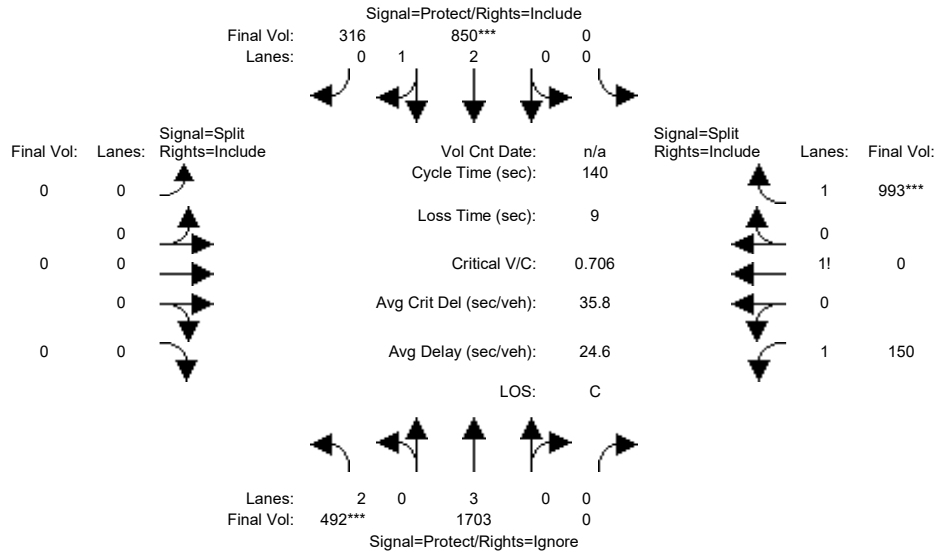 Signal=Protect/Rights=Include
Final Vol: 316 850*** 0
Lanes: 0 1 2 0 0
Signal=Split
Final Vol: Lanes: Rights=Include
Vol Cnt Date: n/a
Signal=Split
Rights=Include Lanes: Final Vol:
Cycle Time (sec): 140
0 0
1 993***
Loss Time (sec): 9
0
0
0 0
Critical V/C: 0.706
1! 0
0
Avg Crit Del (sec/veh): 35.8
0
0 0
Avg Delay (sec/veh): 24.6
1 150
LOS: C
Lanes: 2 0 3 0 0
Final Vol: 492*** 1703 0
Signal=Protect/Rights=Ignore